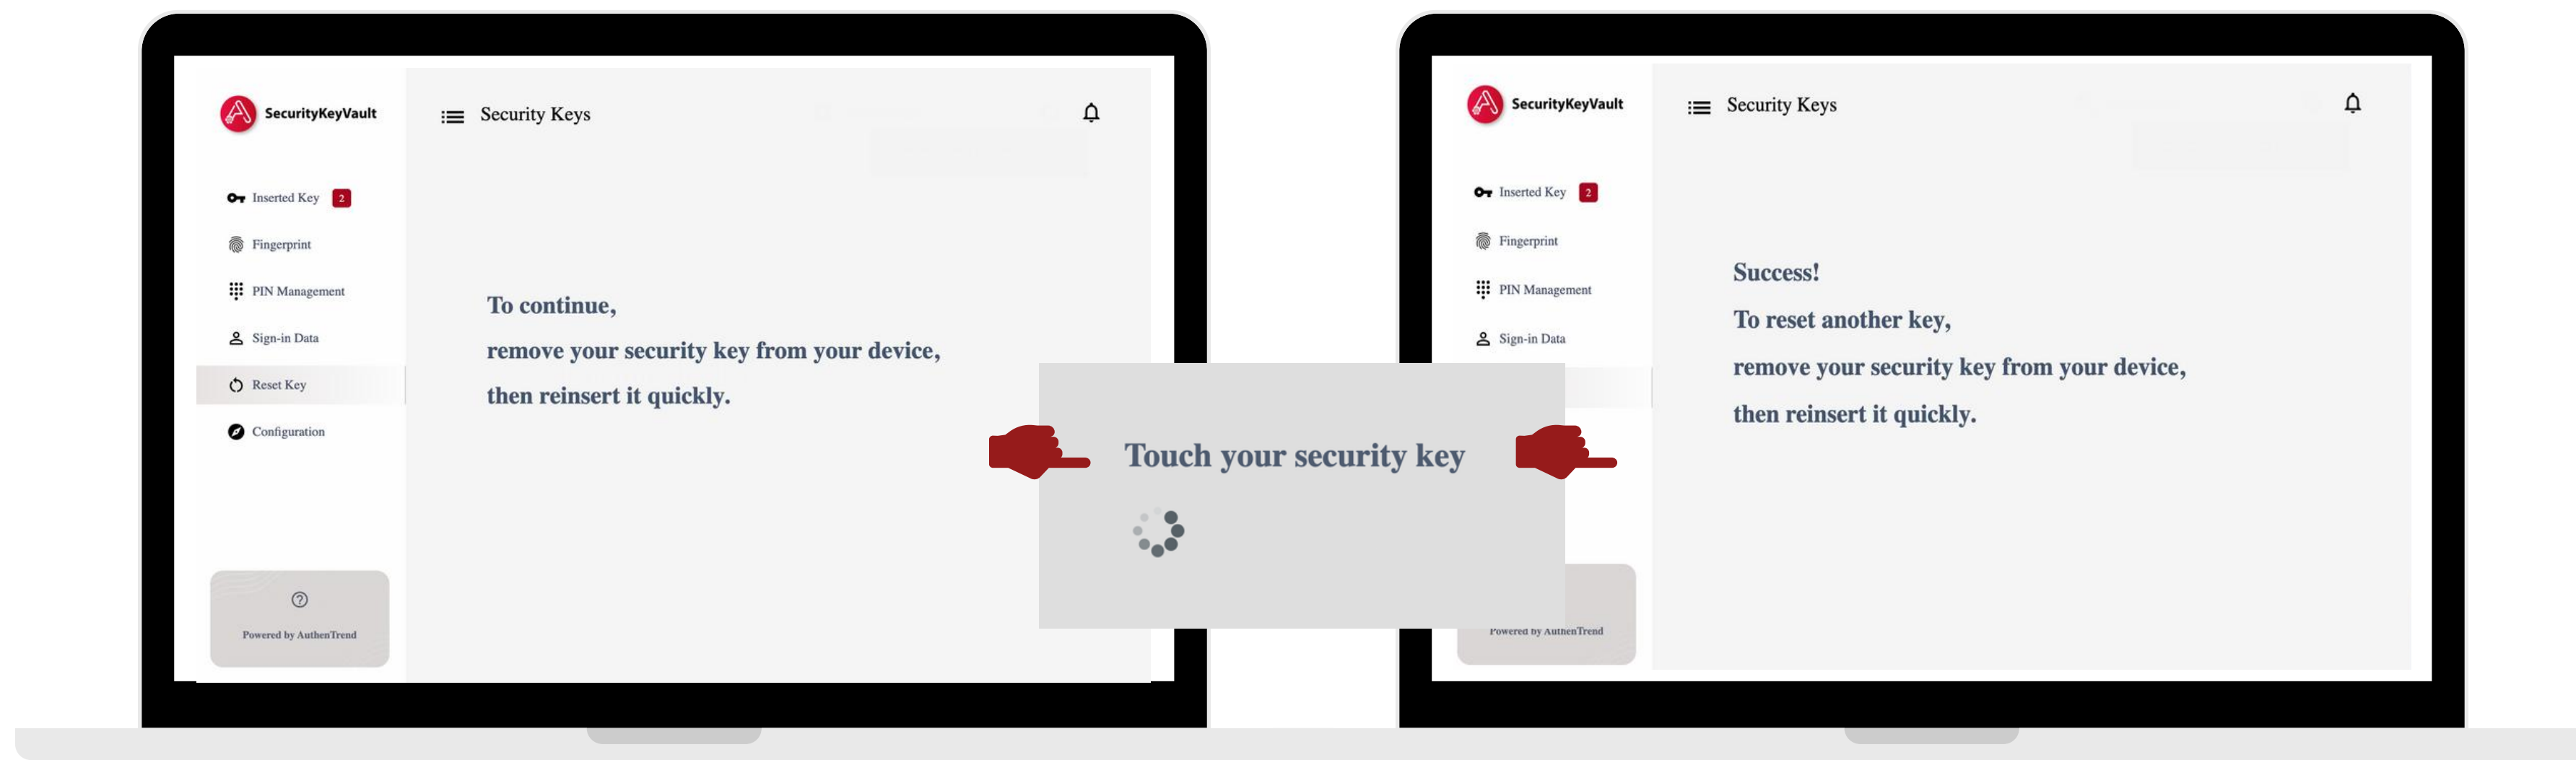 SecurityKeyVault
Security Keys
Inserted Key 2
Fingerprint
PIN Management
Sign-in Data
Reset Key
Configuration
To continue,
remove your security key from your device,
then reinsert it quickly.
Powered by AuthenTrend
Touch your security key
SecurityKeyVault
Security Keys
Inserted Key 2
Fingerprint
PIN Management
Sign-in Data
Success!
To reset another key,
remove your security key from your device,
then reinsert it quickly.
Powered by AuthenTrend